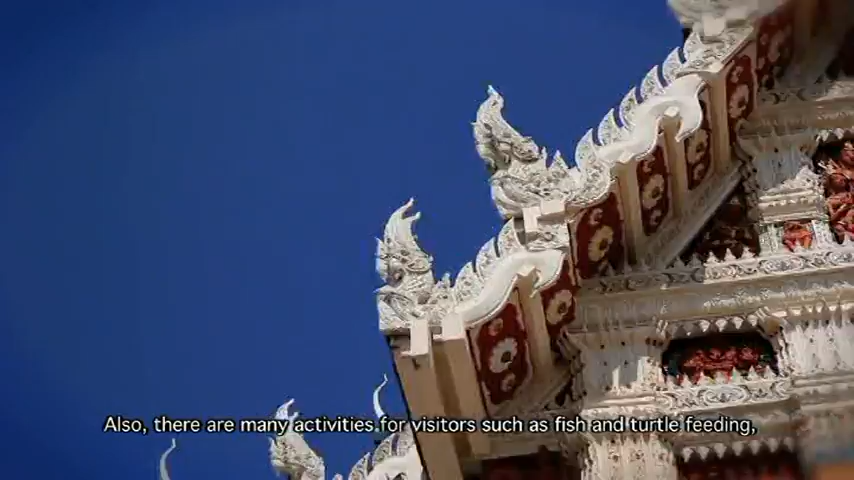 Also, there are many activities for visitors such as fish and turtle feeding,